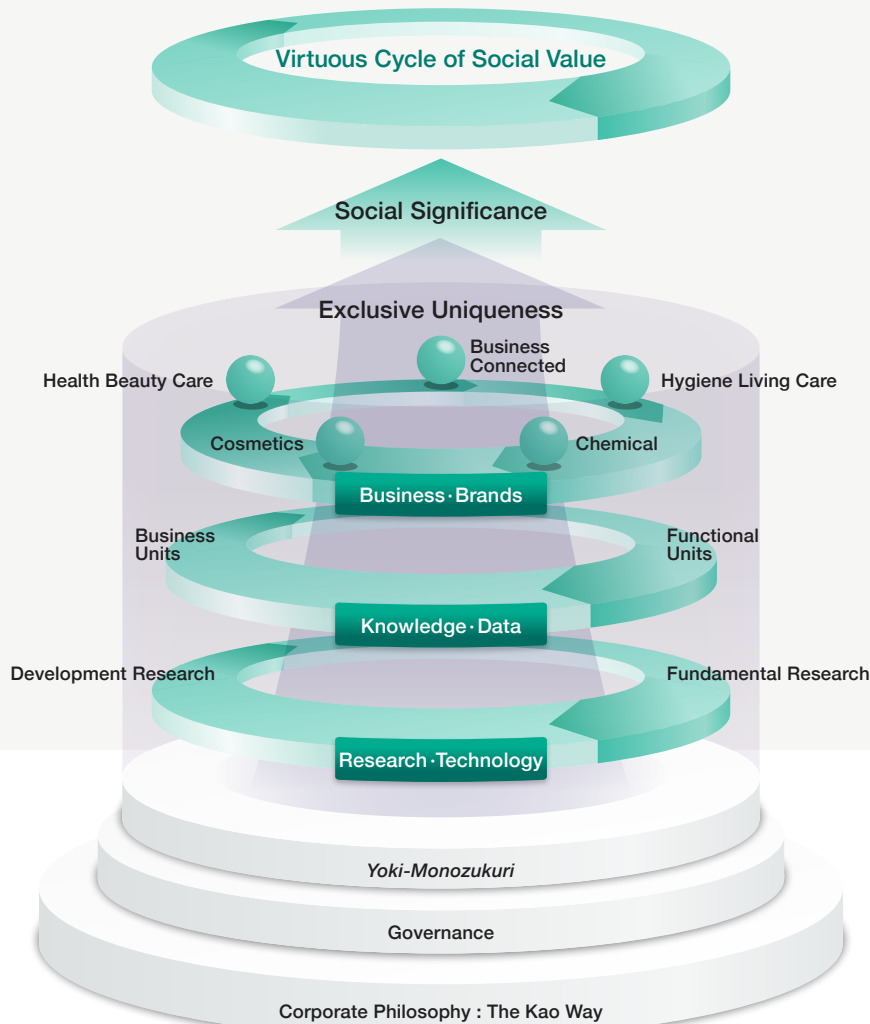 Virtuous Cycle of Social Value
Social Significance
Exclusive Uniqueness
Business
Connected
Health Beauty Care
Hygiene Living Care
Cosmetics
Chemical
Business·Brands
Business
Units
Functional
Units
Knowledge·Data
Development Research
Fundamental Research
Research·Technology
Yoki-Monozukuri
Governance
Corporate Philosophy : The Kao Way